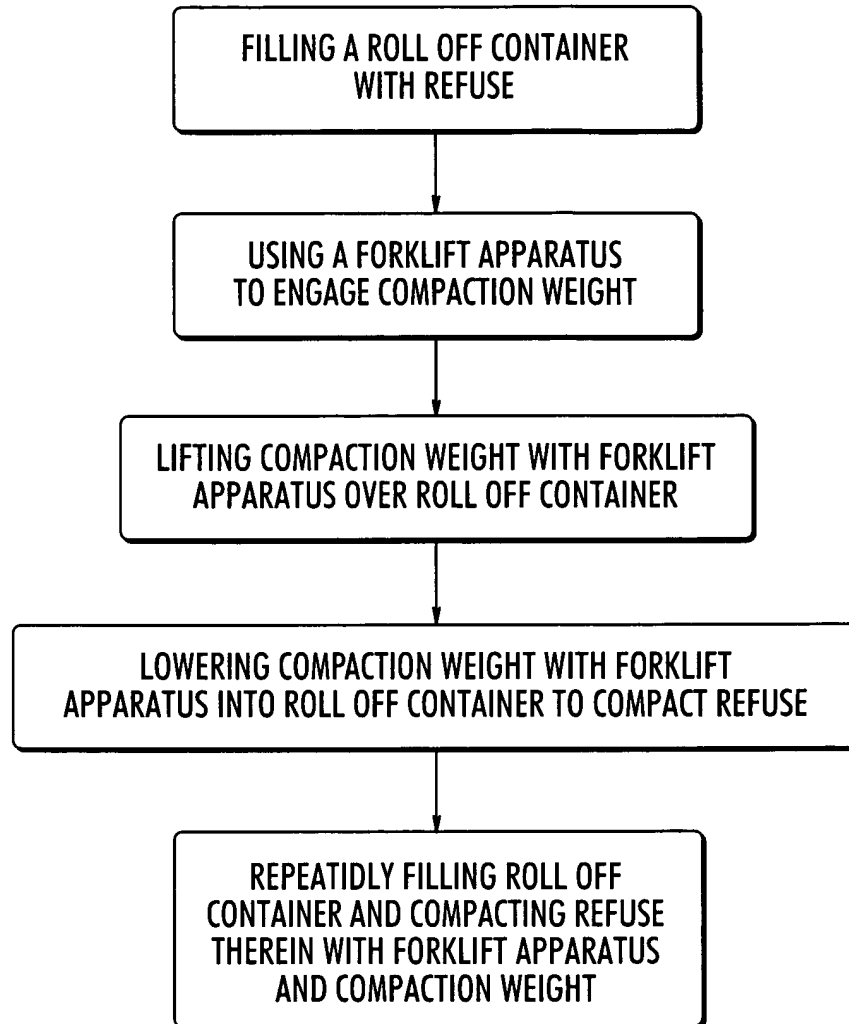 FILLING A ROLL OFF CONTAINER
WITH REFUSE
USING A FORKLIFT APPARATUS
TO ENGAGE COMPACTION WEIGHT
LIFTING COMPACTION WEIGHT WITH FORKLIFT
APPARATUS OVER ROLL OFF CONTAINER
LOWERING COMPACTION WEIGHT WITH FORKLIFT
APPARATUS INTO ROLL OFF CONTAINER TO COMPACT REFUSE
REPEATIDLY FILLING ROLL OFF
CONTAINER AND COMPACTING REFUSE
THEREIN WITH FORKLIFT APPARATUS
AND COMPACTION WEIGHT